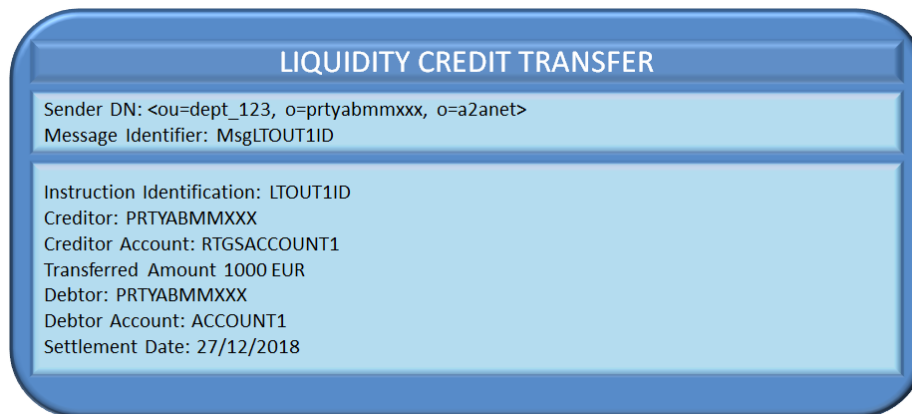 LIQUIDITY CREDIT TRANSFER
Sender DN: <ou=dept_123, o=prtyabmmxxx, o=a2anet>
Message Identifier: MsgLTOUT1ID
Instruction Identification: LTOUT1ID
Creditor: PRTYABMMXXX
Creditor Account: RTGSACCOUNT1
Transferred Amount 1000 EUR
Debtor: PRTYABMMXXX
Debtor Account: ACCOUNT1
Settlement Date: 27/12/2018